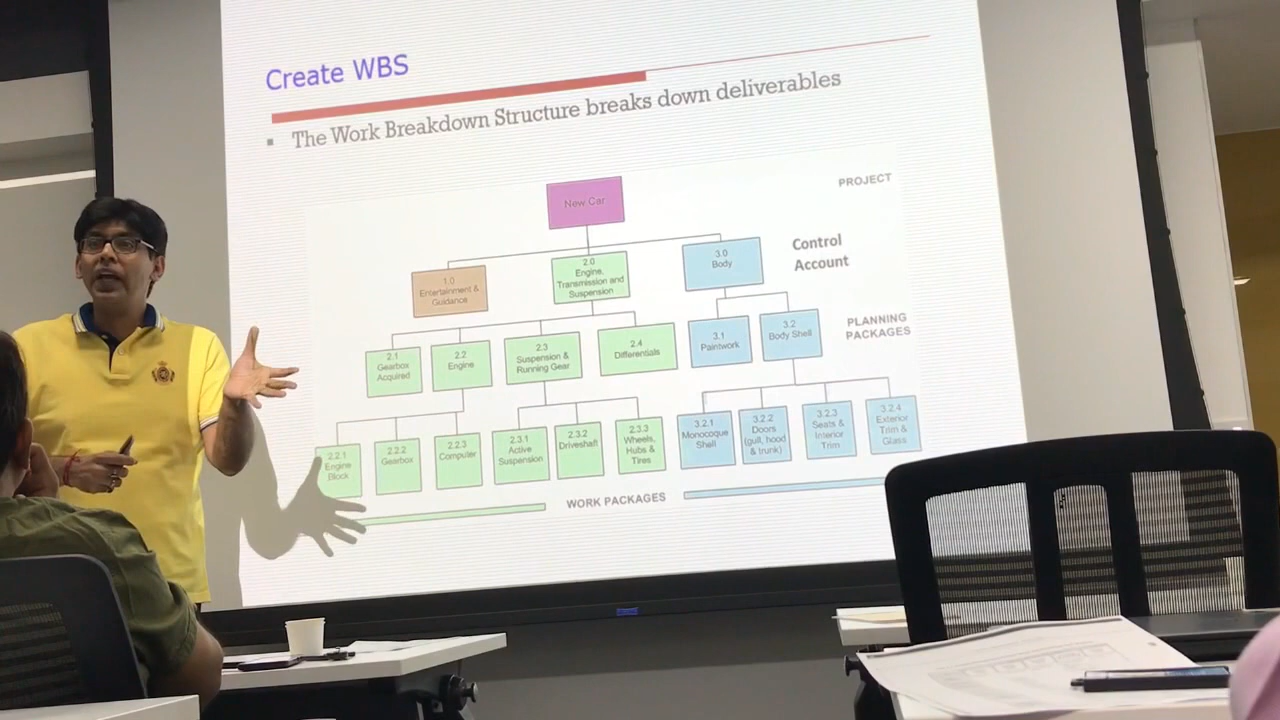 Create WBS
▪ The Work Breakdown Structure breaks down deliverables
PROJECT
New Car
Control
Account
1.0
Entertainment &
Guidance
2.0
Engine,
Transmission and
Suspension
3.0
Body
PLANNING
PACKAGES
2.1
Gearbox
Acquired
2.2
Engine
2.3
Suspension &
Running Gear
2.4
Differentials
3.1
Paintwork
3.2
Body Shell
2.2.1
Engine
Block
2.2.2
Gearbox
2.2.3
Computer
2.3.1
Active
Suspension
2.3.2
Driveshaft
2.3.3
Wheels,
Hubs &
Tires
3.2.1
Monocoque
Shell
3.2.2
Doors
(gull, hood
& trunk)
3.2.3
Seats &
Interior
Trim
3.2.4
Exterior
Trim &
Glass
WORK PACKAGES